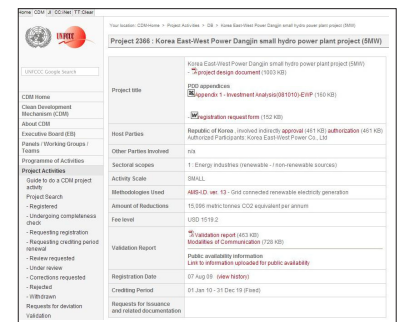 Home CDM JI CC:iNet TT:Clear
Your location: CDM-Home > Project Activities > DB > Korea East-West Power Dangjin small hydro power plant project (5MW)
UNFCCC
Project 2366 : Korea East-West Power Dangjin small hydro power plant project (5MW)
UNFCCC Google Search
CDM Home
Clean Development Mechanism (CDM)
About CDM
Executive Board (EB)
Panels / Working Groups / Teams
Programme of Activities
Project Activities
Guide to do a CDM project activity
Project Search
- Registered
- Undergoing completeness check
- Requesting registration
- Requesting crediting period renewal
- Review requested
- Under review
- Corrections requested
- Rejected
- Withdrawn
Requests for deviation
Validation
Project title
Korea East-West Power Dangjin small hydro power plant project (5MW)
- project design document (1003 KB)
PDD appendices
Appendix 1 - Investment Analysis(081010)-EWP (160 KB)
- registration request form (152 KB)
Host Parties
Republic of Korea , involved indirectly approval (461 KB) authorization (461 KB)
Authorized Participants: Korea East-West Power Co., Ltd
Other Parties involved
n/a
Sectoral scopes
1 : Energy industries (renewable - / non-renewable sources)
Activity Scale
SMALL
Methodologies Used
AMS-I.D. ver. 13 - Grid connected renewable electricity generation
Amount of Reductions
15,095 metric tonnes CO2 equivalent per annum
Fee level
USD 1519.2
Validation Report
Validation report (463 KB)
Modalities of Communication (728 KB)
Public availability information
Link to information uploaded for public availability
Registration Date
07 Aug 09 (view history)
Crediting Period
01 Jan 10 - 31 Dec 19 (Fixed)
Requests for Issuance
and related documentation